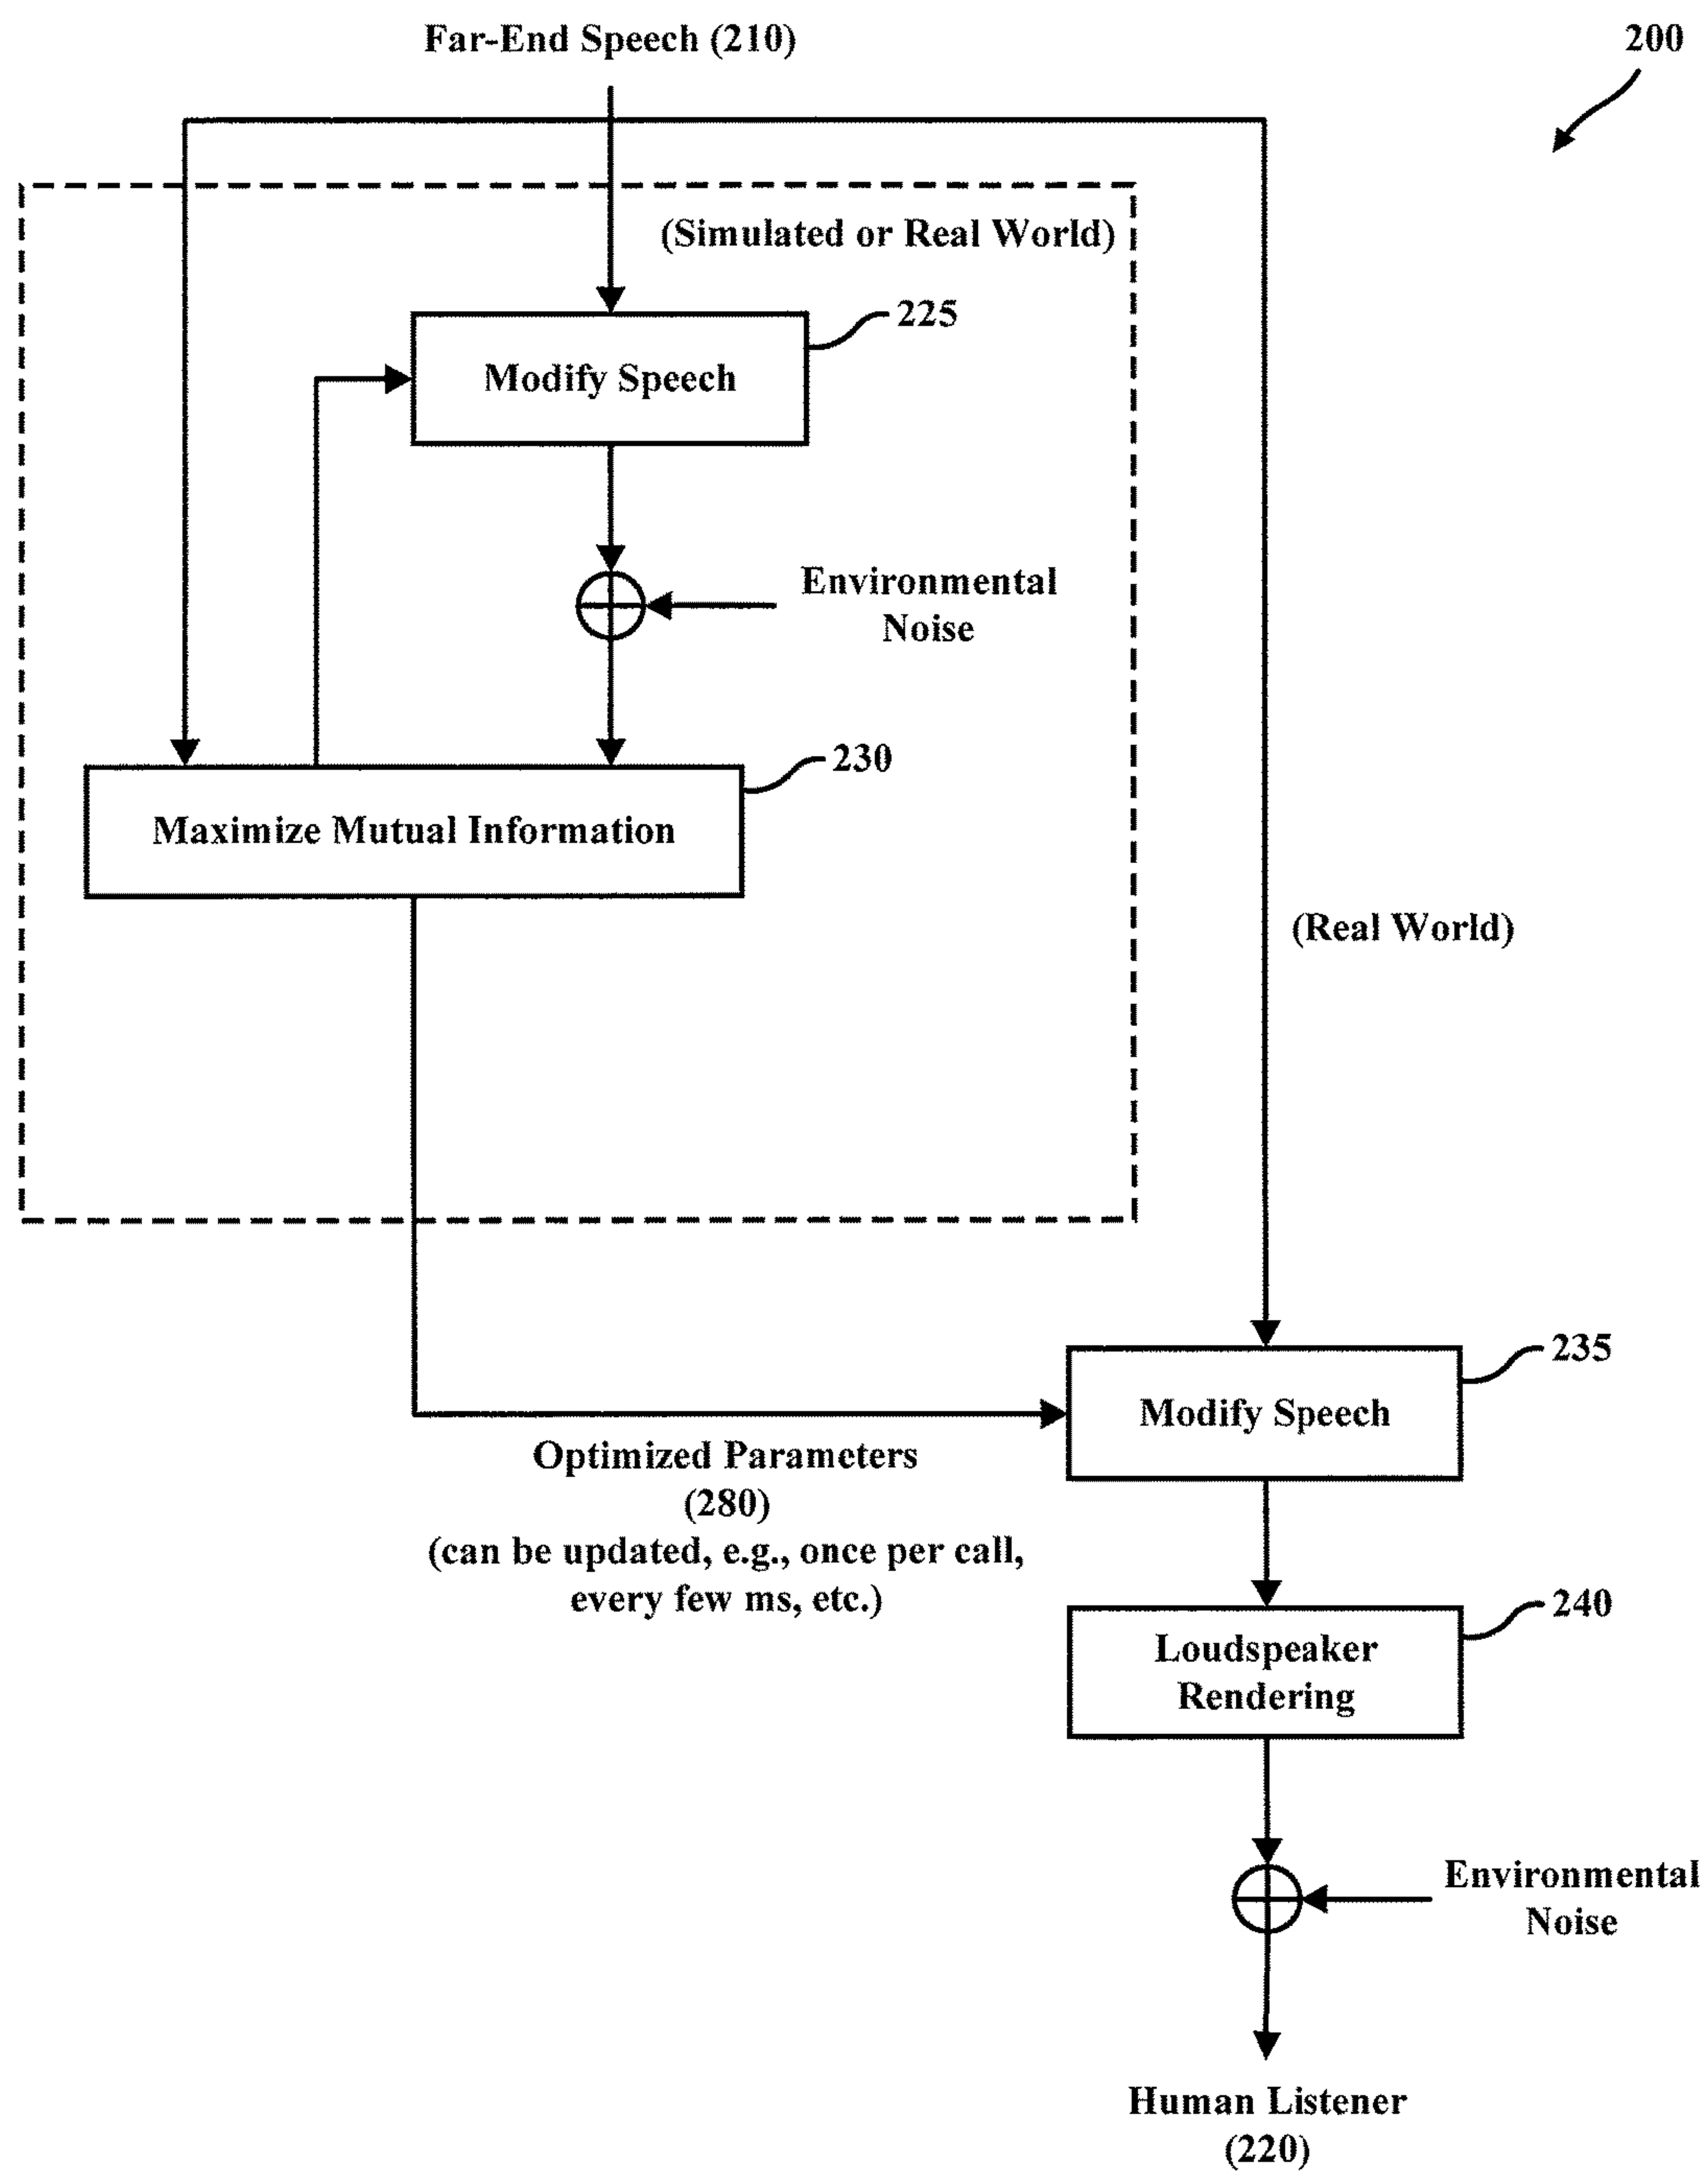 Far-End Speech (210)
200
(Simulated or Real World)
225
Modify Speech
Environmental
Noise
230
Maximize Mutual Information
(Real World)
235
Modify Speech
Optimized Parameters
(280)
(can be updated, e.g., once per call,
every few ms, etc.)
240
Loudspeaker
Rendering
Environmental
Noise
Human Listener
(220)